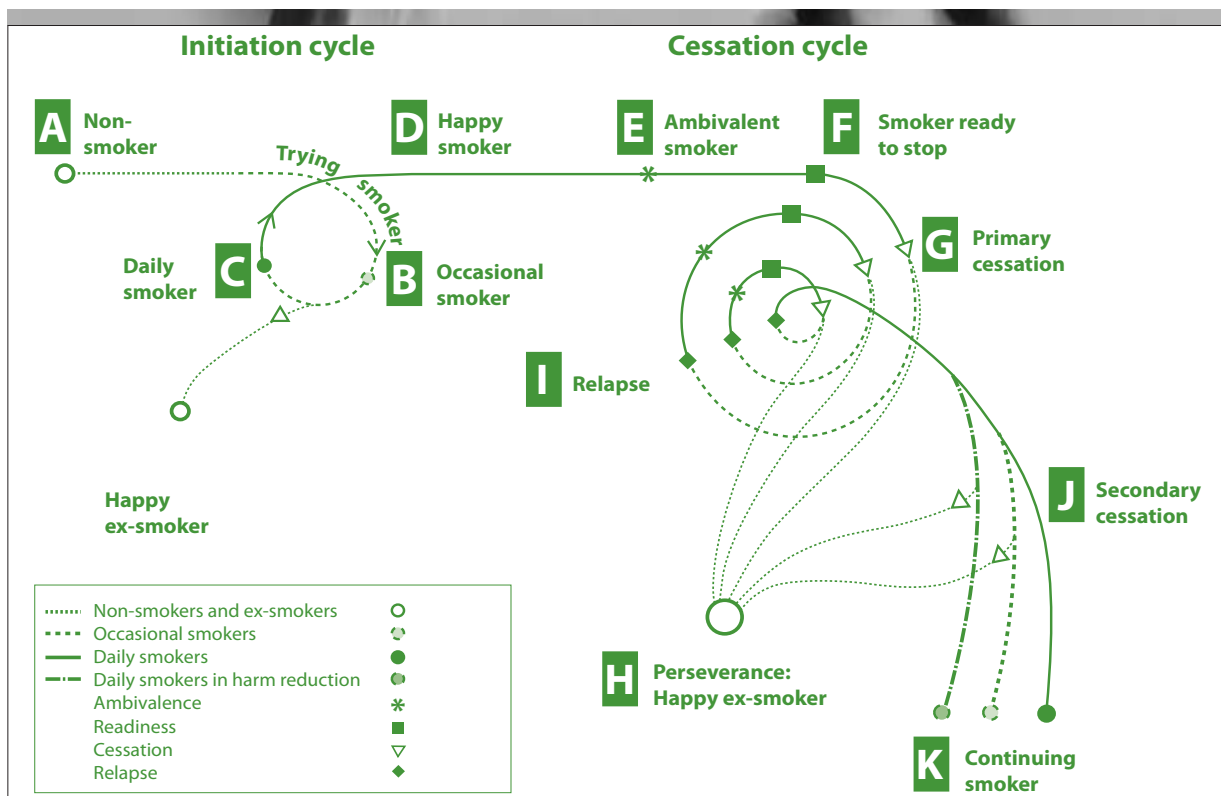 Initiation cycle
Cessation cycle
A
Non-
smoker
D
Happy
smoker
E
Ambivalent
smoker
F
Smoker ready
to stop
Trying smoker
G
Primary
cessation
Daily
smoker
C
B
Occasional
smoker
I
Relapse
Happy
ex-smoker
J
Secondary
cessation
H
Perseverance:
Happy ex-smoker
K
Continuing
smoker
Non-smokers and ex-smokers
Occasional smokers
Daily smokers
Daily smokers in harm reduction
Ambivalence
Readiness
Cessation
Relapse